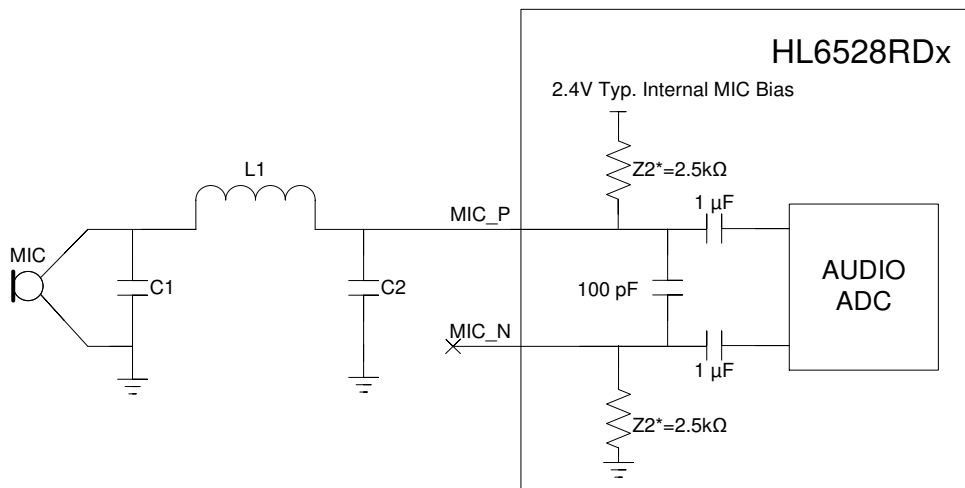 HL6528RDx
2.4V Typ. Internal MIC Bias
L1
Z2*=2.5kΩ
1 µF
MIC_P
MIC
C1
C2
100 pF
AUDIO
ADC
MIC_N
1 µF
Z2*=2.5kΩ